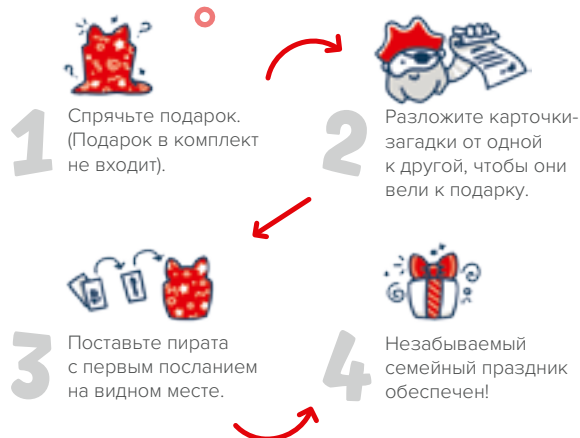 1
Спрячьте подарок.
(Подарок в комплект
не входит).
2
Разложите карточки-
загадки от одной
к другой, чтобы они
вели к подарку.
3
Поставьте пирата
с первым посланием
на видном месте.
4
Незабываемый
семейный праздник
обеспечен!